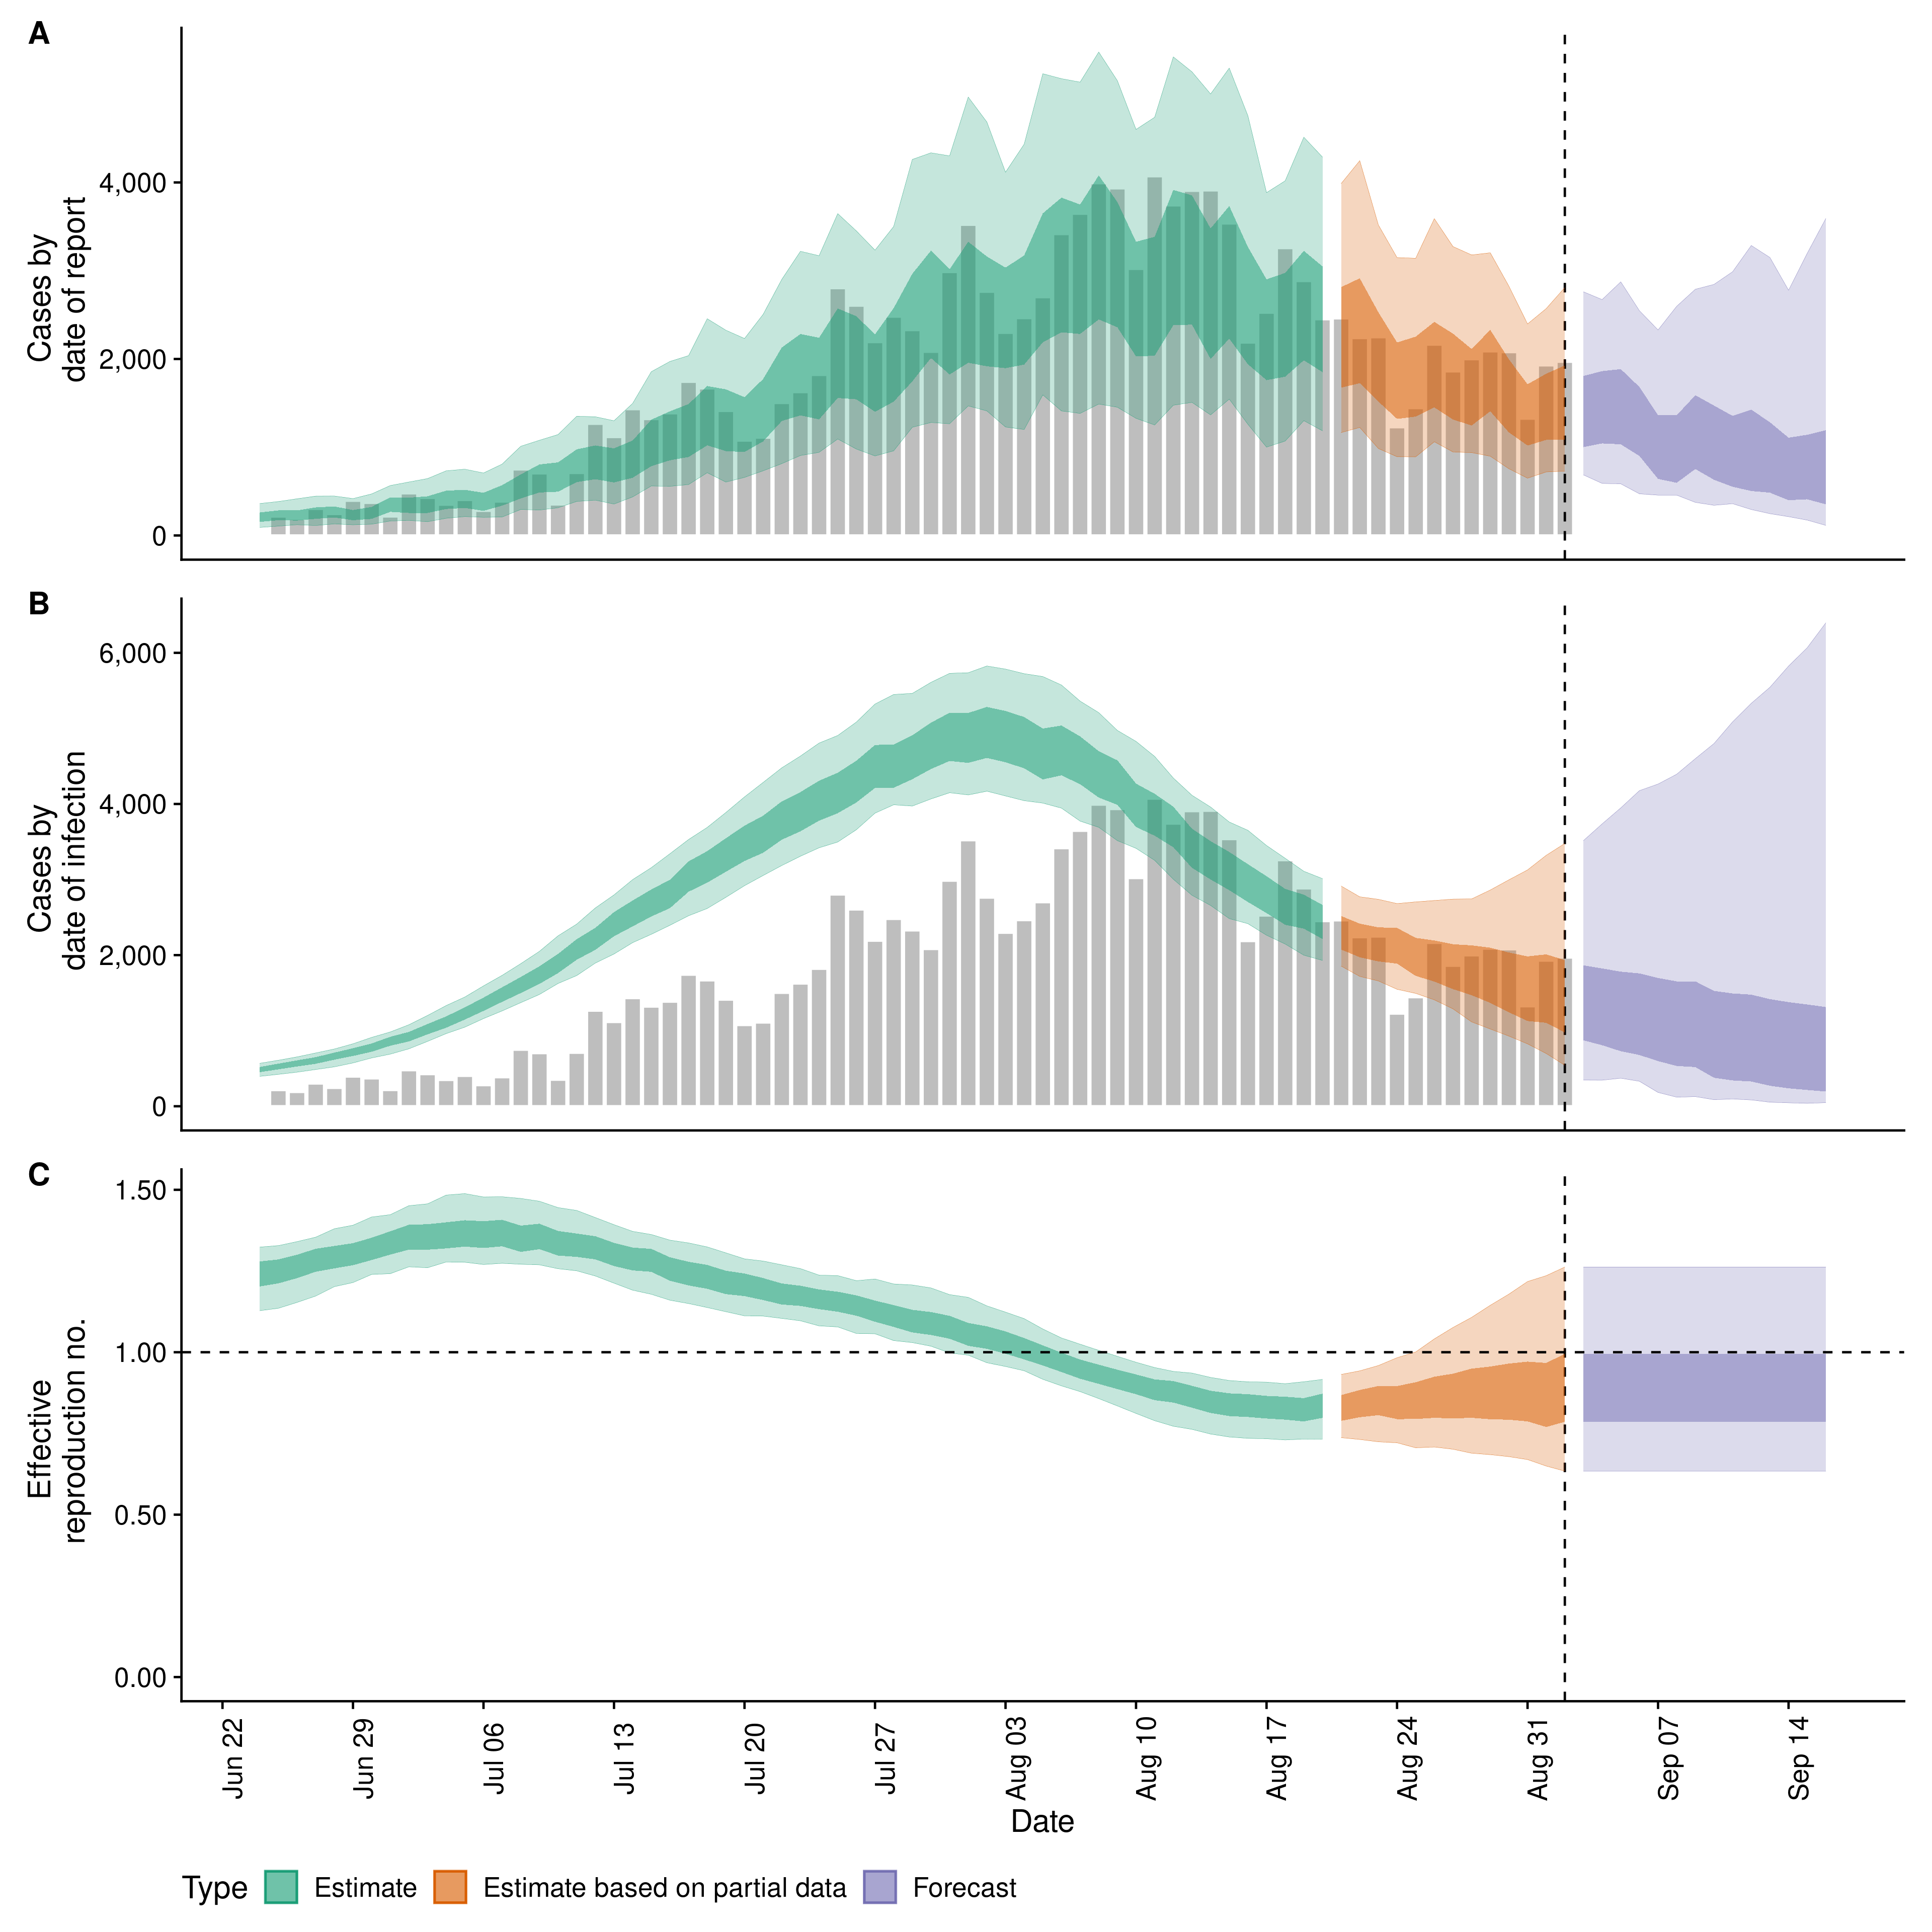 A
Cases by
date of report
4,000
2,000
0
B
Cases by
date of infection
6,000
4,000
2,000
0
C
Effective
reproduction no.
1.50
1.00
0.50
0.00
Jun 22
Jun 29
Jul 06
Jul 13
Jul 20
Jul 27
Aug 03
Aug 10
Aug 17
Aug 24
Aug 31
Sep 07
Sep 14
Date
Type Estimate Estimate based on partial data Forecast